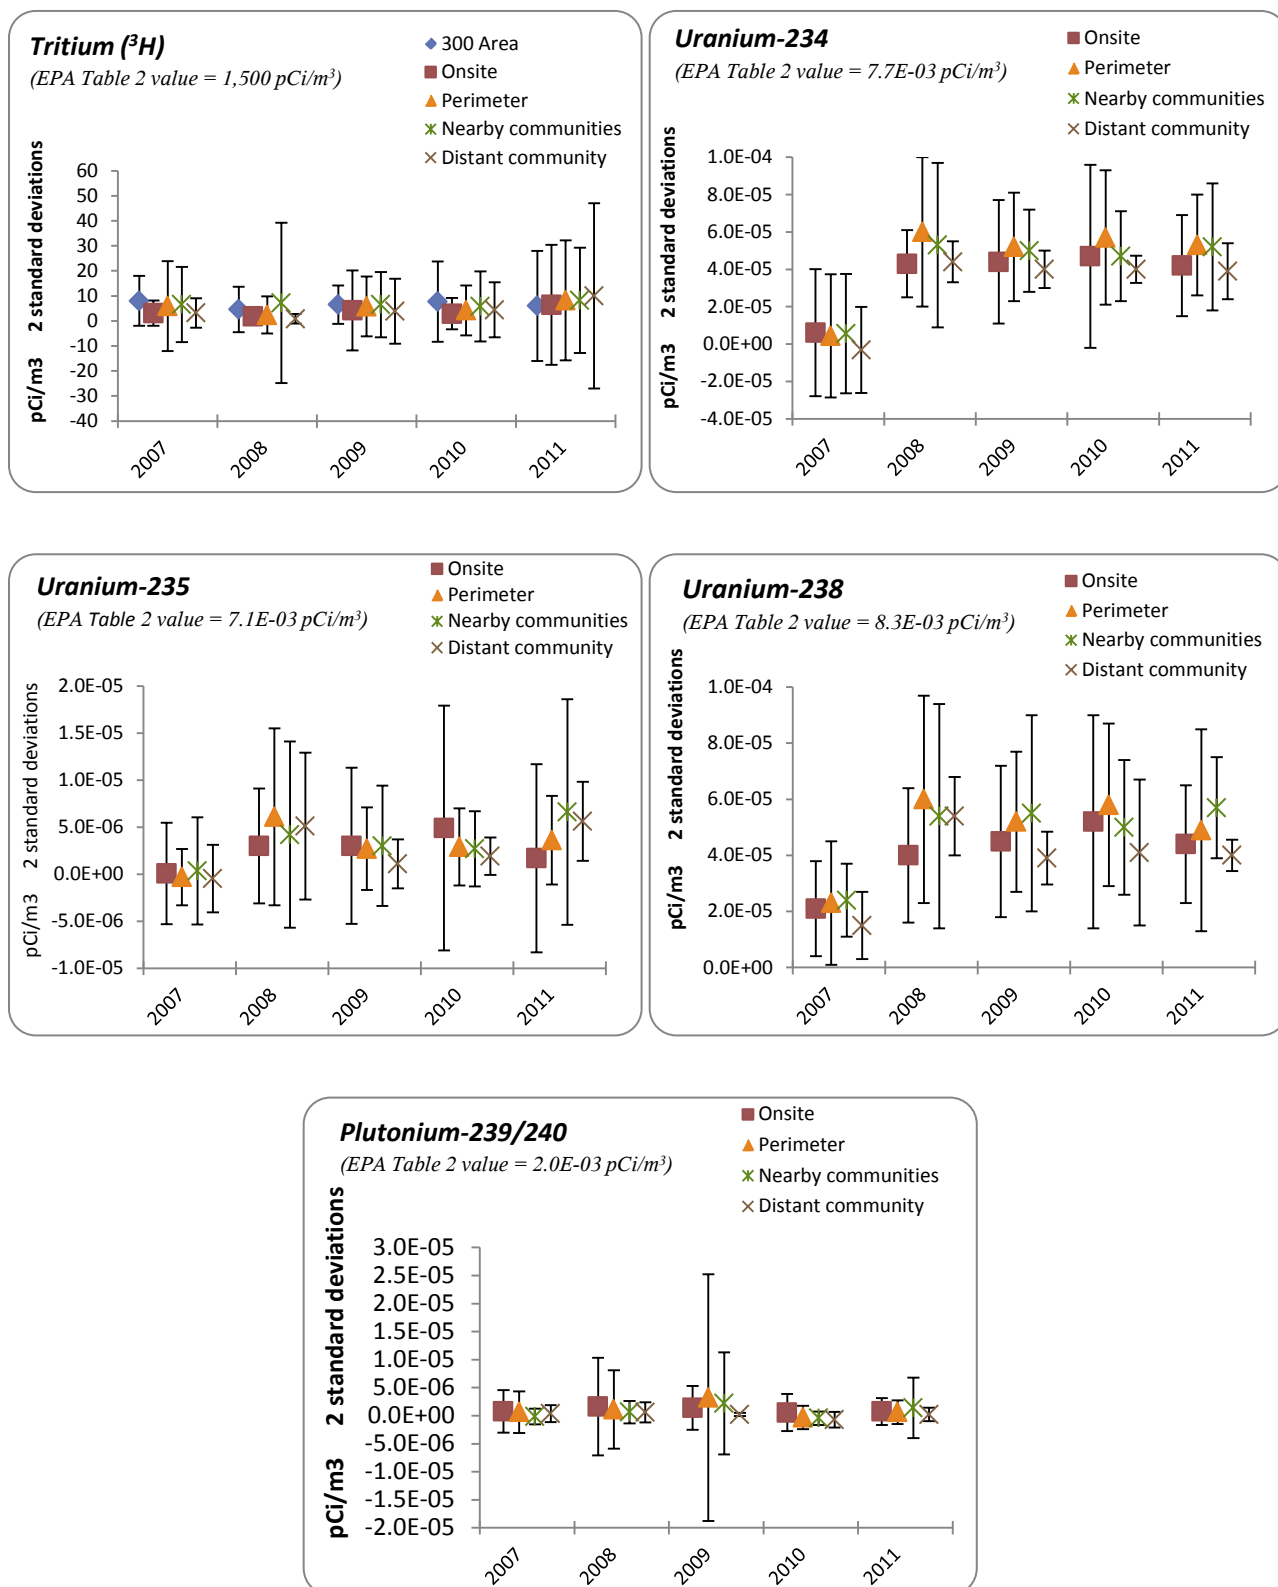 Tritium (³H)
(EPA Table 2 value = 1,500 pCi/m³)
300 Area
Onsite
Perimeter
Nearby communities
Distant community
pCi/m3 2 standard deviations
60
50
40
30
20
10
0
-10
-20
-30
-40
2007
2008
2009
2010
2011
Uranium-234
(EPA Table 2 value = 7.7E-03 pCi/m³)
Onsite
Perimeter
Nearby communities
Distant community
pCi/m3 2 standard deviations
1.0E-04
8.0E-05
6.0E-05
4.0E-05
2.0E-05
0.0E+00
-2.0E-05
-4.0E-05
2007
2008
2009
2010
2011
Uranium-235
(EPA Table 2 value = 7.1E-03 pCi/m³)
Onsite
Perimeter
Nearby communities
Distant community
pCi/m3 2 standard deviations
2.0E-05
1.5E-05
1.0E-05
5.0E-06
0.0E+00
-5.0E-06
-1.0E-05
2007
2008
2009
2010
2011
Uranium-238
(EPA Table 2 value = 8.3E-03 pCi/m³)
Onsite
Perimeter
Nearby communities
Distant community
pCi/m3 2 standard deviations
1.0E-04
8.0E-05
6.0E-05
4.0E-05
2.0E-05
0.0E+00
2007
2008
2009
2010
2011
Plutonium-239/240
(EPA Table 2 value = 2.0E-03 pCi/m³)
Onsite
Perimeter
Nearby communities
Distant community
pCi/m3 2 standard deviations
3.0E-05
2.5E-05
2.0E-05
1.5E-05
1.0E-05
5.0E-06
0.0E+00
-5.0E-06
-1.0E-05
-1.5E-05
-2.0E-05
2007
2008
2009
2010
2011